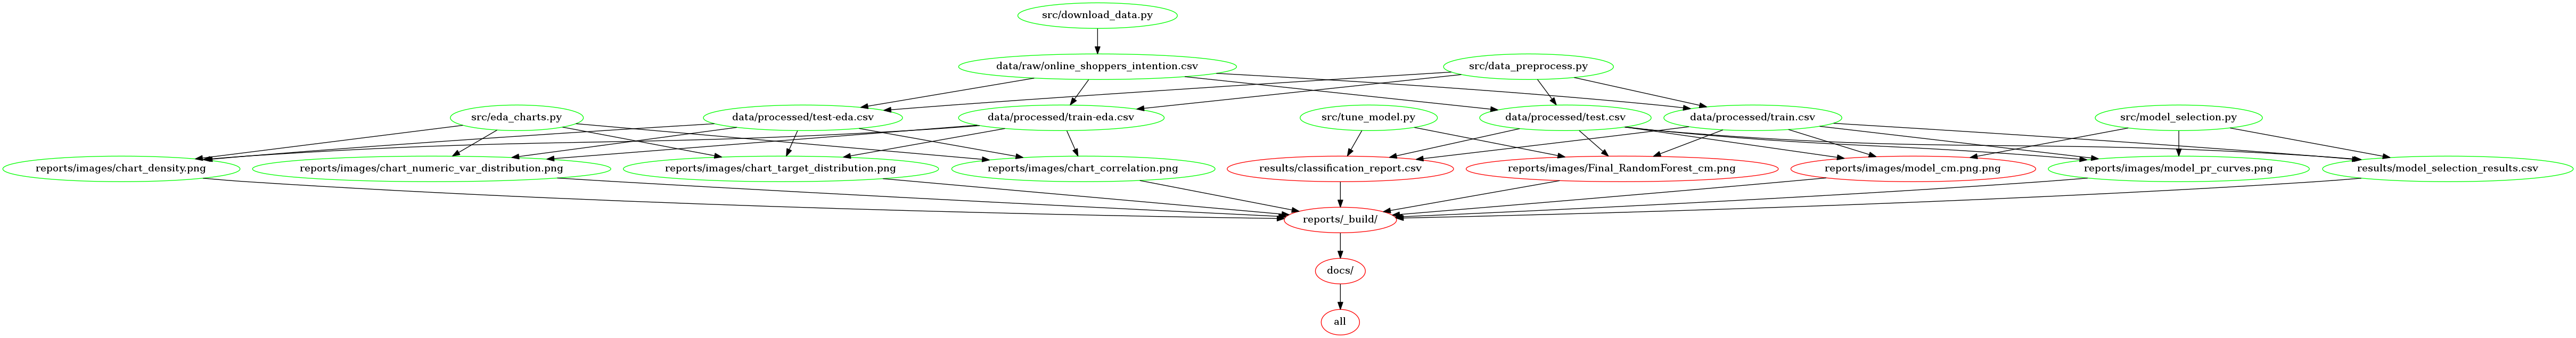 src/download_data.py
data/raw/online_shoppers_intention.csv
src/data_preprocess.py
src/eda_charts.py
data/processed/test-eda.csv
data/processed/train-eda.csv
src/tune_model.py
data/processed/test.csv
data/processed/train.csv
src/model_selection.py
reports/images/chart_density.png
reports/images/chart_numeric_var_distribution.png
reports/images/chart_target_distribution.png
reports/images/chart_correlation.png
results/classification_report.csv
reports/images/Final_RandomForest_cm.png
reports/images/model_cm.png.png
reports/images/model_pr_curves.png
results/model_selection_results.csv
reports/_build/
docs/
all